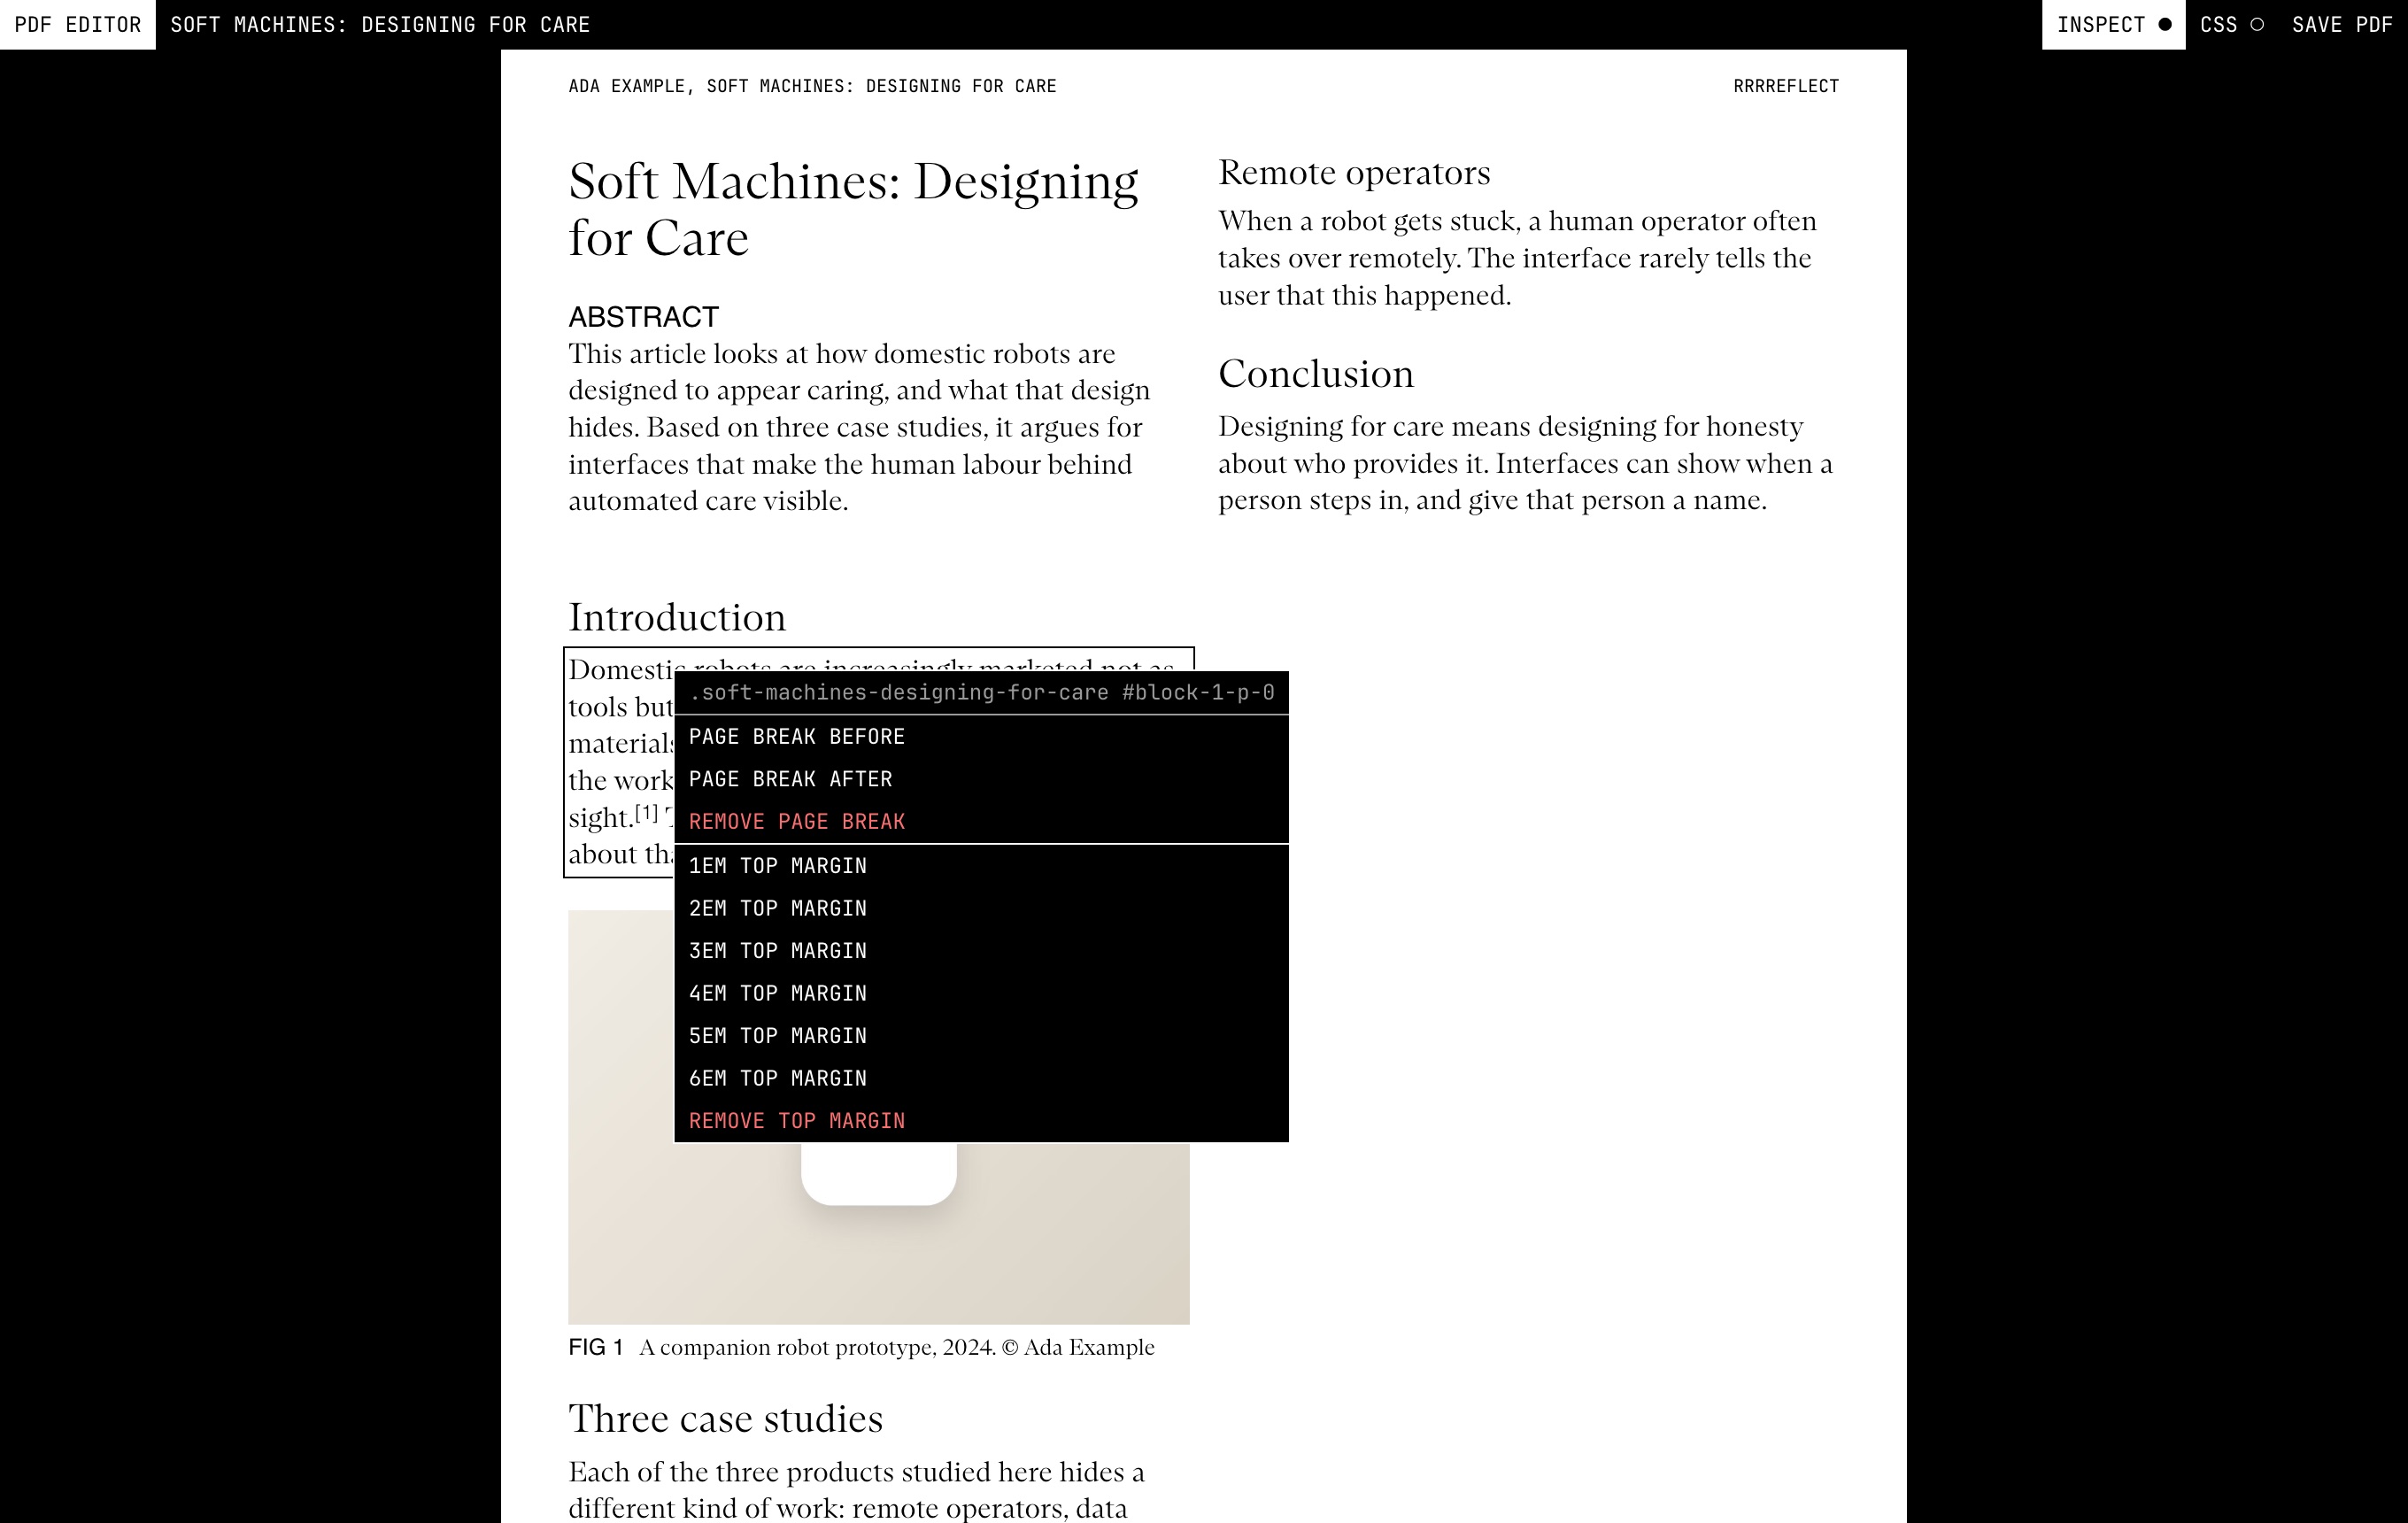 PDF EDITOR
SOFT MACHINES: DESIGNING FOR CARE
INSPECT
CSS
SAVE PDF
ADA EXAMPLE, SOFT MACHINES: DESIGNING FOR CARE
RRRREFLECT
Soft Machines: Designing
for Care
ABSTRACT
This article looks at how domestic robots are
designed to appear caring, and what that design
hides. Based on three case studies, it argues for
interfaces that make the human labour behind
automated care visible.
Introduction
Domestic robots are increasingly marketed not as
tools but
materials
the work
sight.[1]
about
.soft-machines-designing-for-care #block-1-p-0
PAGE BREAK BEFORE
PAGE BREAK AFTER
REMOVE PAGE BREAK
1EM TOP MARGIN
2EM TOP MARGIN
3EM TOP MARGIN
4EM TOP MARGIN
5EM TOP MARGIN
6EM TOP MARGIN
REMOVE TOP MARGIN
FIG 1 A companion robot prototype, 2024. © Ada Example
Three case studies
Each of the three products studied here hides a
different kind of work: remote operators, data
Remote operators
When a robot gets stuck, a human operator often
takes over remotely. The interface rarely tells the
user that this happened.
Conclusion
Designing for care means designing for honesty
about who provides it. Interfaces can show when a
person steps in, and give that person a name.